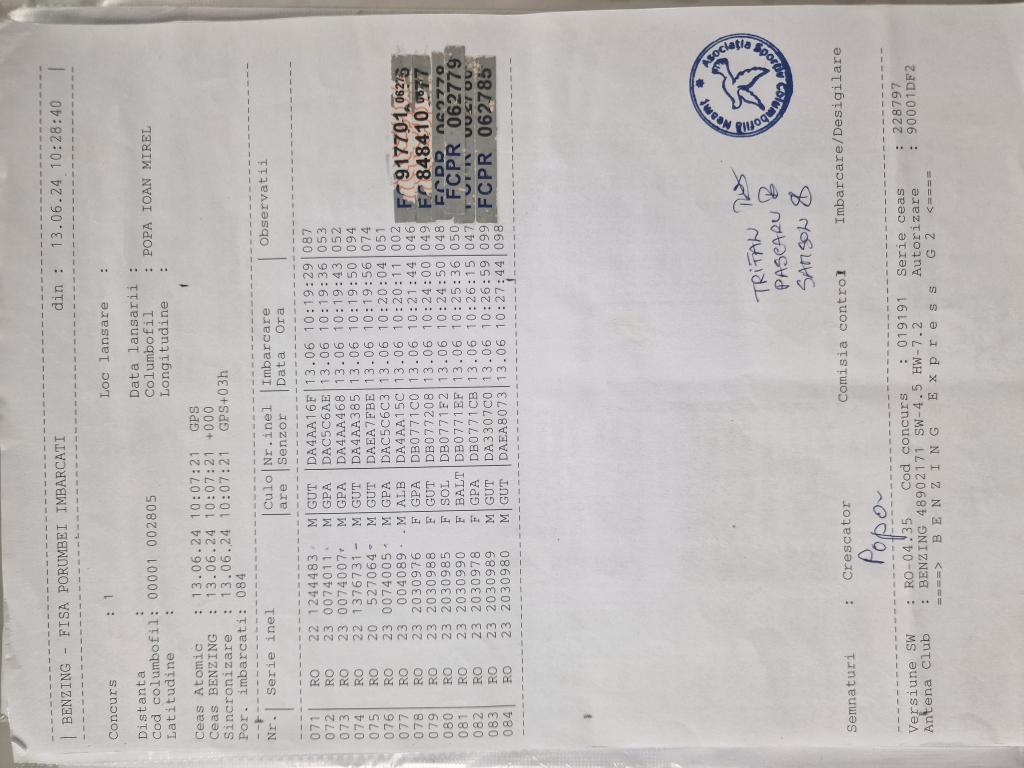 | BENZING - FISA PORUMBEI IMBARCATI din : 13.06.24 10:28:40 |
Concurs : 1 Loc lansare :
Distanta : Data lansarii :
Cod columbofil: 00001 002805 Columbofil : POPA IOAN MIREL
Latitudine : Longitudine :
Ceas Atomic : 13.06.24 10:07:21 GPS
Ceas BENZING : 13.06.24 10:07:21 +000
Sincronizare : 13.06.24 10:07:21 GPS+03h
Por. imbarcati: 084
Nr.| Serie inel |Culo|Nr.inel |Imbarcare |Observatii
|are |Senzor |Data Ora |
071| RO 22 1244483 M|GUT |DA4AA16F|13.06 10:19:29|087
072| RO 23 0074011 M|GPA |DAC5C6AE|13.06 10:19:36|053
073| RO 23 0074007 M|GPA |DA4AA468|13.06 10:19:43|052
074| RO 22 1376731 M|GUT |DA4AA385|13.06 10:19:50|094
075| RO 20 527064 M|GUT |DAEA7FBE|13.06 10:19:56|074
076| RO 23 0074005 M|GPA |DAC5C6C3|13.06 10:20:04|051
077| RO 23 004089 M|ALB |DA4AA15C|13.06 10:20:11|002
078| RO 23 2030976 F|GPA |DB0771C0|13.06 10:21:44|046
079| RO 23 2030988 F|GUT |DB077208|13.06 10:24:00|049
080| RO 23 2030985 F|SOL |DB0771F2|13.06 10:24:50|048
081| RO 23 2030990 F|BALT|DB0771EF|13.06 10:25:36|050
082| RO 23 2030978 F|GPA |DB0771CB|13.06 10:26:15|047
083| RO 23 2030989 M|GUT |DA3307C0|13.06 10:26:59|099
084| RO 23 2030980 M|GUT |DAEA8073|13.06 10:27:44|098
917701
848410
FCPR 062779
FCPR 062785
Asociatia Sportiv Columbofilă Neamt
TRIFAN
PASCARU
SAMSON
Semnaturi : Crescator Comisia control Imbarcare/Desigilare
Popa
Versiune SW : RO-04.35 Cod concurs : 019191 Serie ceas : 228797
Antena Club : BENZING 48902171 SW-4.5 HW-7.2 Autorizare : 90001DF2
====> B E N Z I N G E x p r e s s G 2 <====